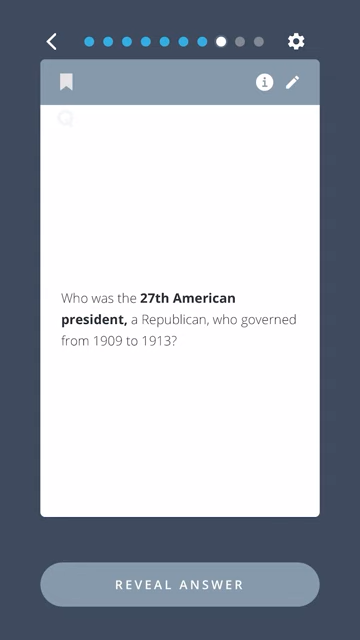 Who was the 27th American
president, a Republican, who governed
from 1909 to 1913?
REVEAL ANSWER